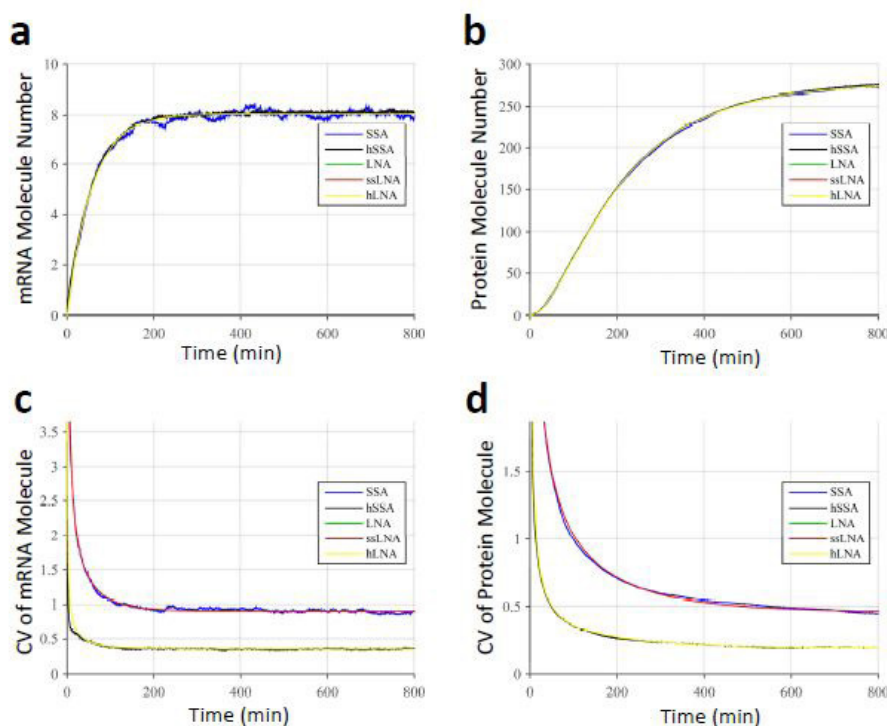 a
mRNA Molecule Number
10
8
6
4
2
0
0 200 400 600 800
Time (min)
SSA
hSSA
LNA
ssLNA
hLNA
b
Protein Molecule Number
300
250
200
150
100
50
0
0 200 400 600 800
Time (min)
SSA
hSSA
LNA
ssLNA
hLNA
c
CV of mRNA Molecule
3.5
3
2.5
2
1.5
1
0.5
0
0 200 400 600 800
Time (min)
SSA
hSSA
LNA
ssLNA
hLNA
d
CV of Protein Molecule
1.5
1
0.5
0
0 200 400 600 800
Time (min)
SSA
hSSA
LNA
ssLNA
hLNA